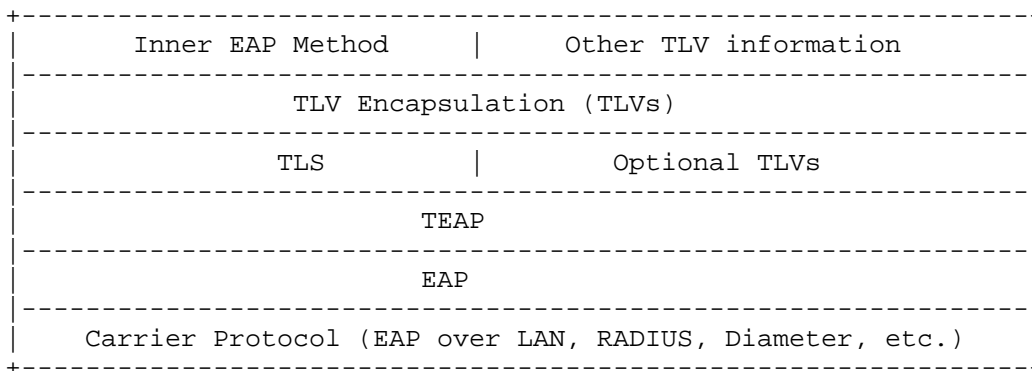 +---------------------------------------------------------------
|       Inner EAP Method     |     Other TLV information
|---------------------------------------------------------------
|                 TLV Encapsulation (TLVs)
|---------------------------------------------------------------
|                TLS         |        Optional TLVs
|---------------------------------------------------------------
|                         TEAP
|---------------------------------------------------------------
|                         EAP
|---------------------------------------------------------------
|    Carrier Protocol (EAP over LAN, RADIUS, Diameter, etc.)
+---------------------------------------------------------------